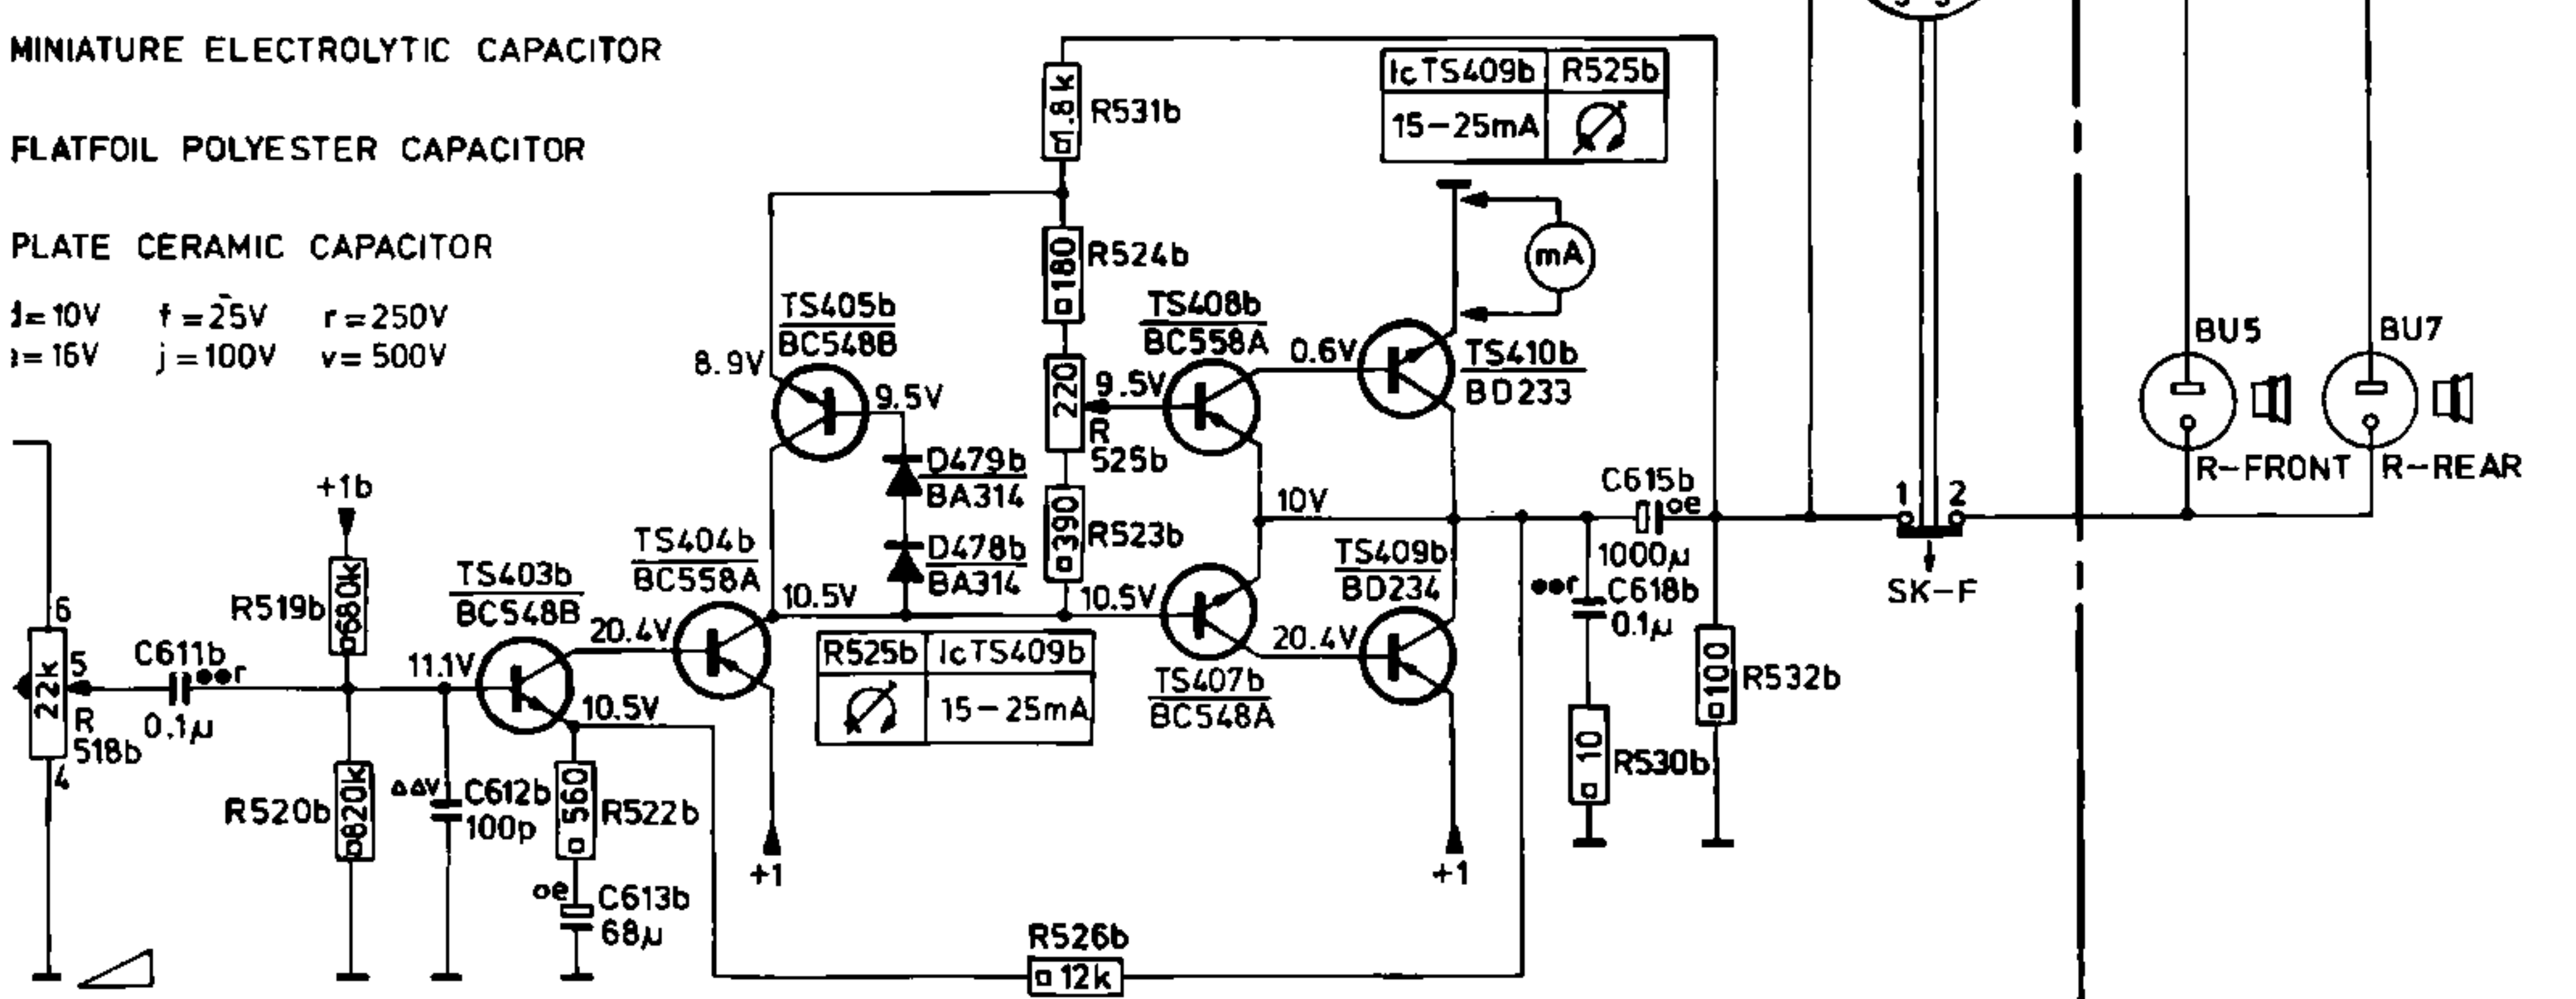 MINIATURE ELECTROLYTIC CAPACITOR
FLATFOIL POLYESTER CAPACITOR
PLATE CERAMIC CAPACITOR
=10V f=25V r=250V
=16V j=100V v=500V
1.8k
R531b
IcTS409b R525b
15-25mA
mA
180
R524b
TS405b
BC548B
8.9V
9.5V
220
R
525b
9.5V
TS408b
BC558A
0.6V
TS410b
BD233
D479b
BA314
D478b
BA314
390
R523b
10V
C615b
oe
1000µ
1 2
SK-F
BU5
BU7
R-FRONT
R-REAR
+1b
R519b
680k
TS403b
BC548B
TS404b
BC558A
20.4V
10.5V
10.5V
TS407b
BC548A
TS409b
BD234
20.4V
r
C618b
0.1µ
100
R532b
10
R530b
6
5
4
22k
R
518b
C611b
r
0.1µ
11.1V
10.5V
R525b IcTS409b
15-25mA
R520b
820k
v
C612b
100p
560
R522b
oe
C613b
68µ
+1
+1
R526b
12k